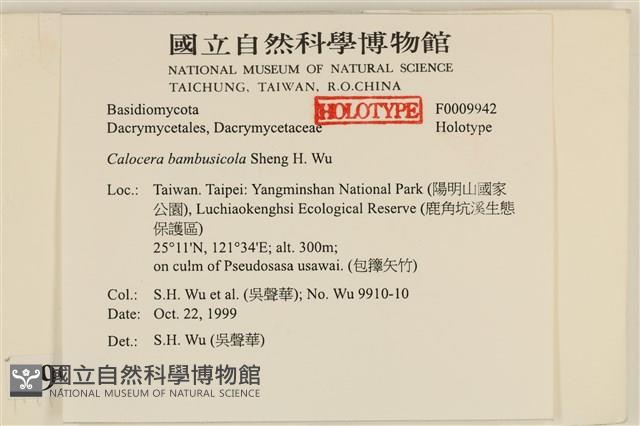 國立自然科學博物館
NATIONAL MUSEUM OF NATURAL SCIENCE
TAICHUNG, TAIWAN, R.O.CHINA
Basidiomycota HOLOTYPE F0009942
Dacrymycetales, Dacrymycetaceae Holotype
Calocera bambusicola Sheng H. Wu
Loc.: Taiwan. Taipei: Yangminshan National Park (陽明山國家
公園), Luchiaokenghsi Ecological Reserve (鹿角坑溪生態
保護區)
25°11'N, 121°34'E; alt. 300m;
on culm of Pseudosasa usawai. (包籜矢竹)
Col.: S.H. Wu et al. (吳聲華); No. Wu 9910-10
Date: Oct. 22, 1999
Det.: S.H. Wu (吳聲華)
9
國立自然科學博物館
NATIONAL MUSEUM OF NATURAL SCIENCE